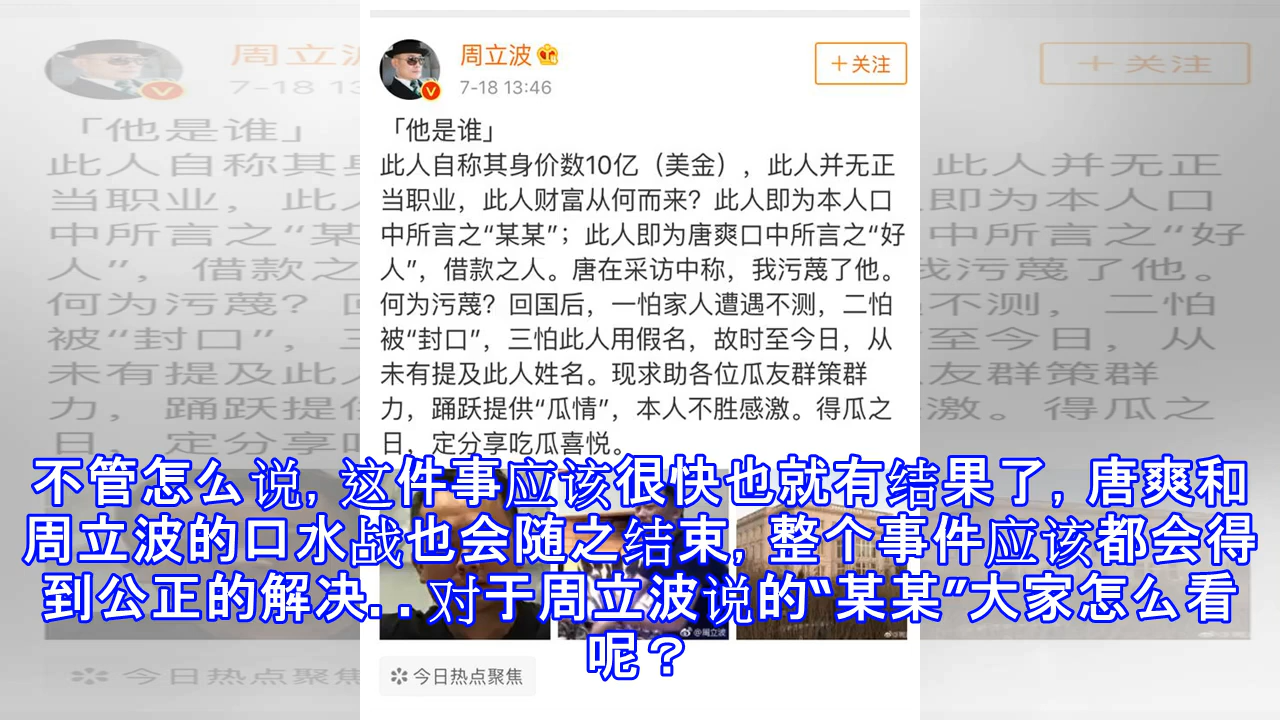 周立波
7-18 13:46
＋关注
「他是谁」
此人自称其身价数10亿（美金），此人并无正
当职业，此人财富从何而来？此人即为本人口
中所言之“某某”；此人即为唐爽口中所言之“好
人”，借款之人。唐在采访中称，我污蔑了他。
何为污蔑？回国后，一怕家人遭遇不测，二怕
被“封口”，三怕此人用假名，故时至今日，从
未有提及此人姓名。现求助各位瓜友群策群
力，踊跃提供“瓜情”，本人不胜感激。得瓜之
日，定分享吃瓜喜悦。
不管怎么说，这件事应该很快也就有结果了，唐爽和
周立波的口水战也会随之结束，整个事件应该都会得
到公正的解决..对于周立波说的“某某”大家怎么看
呢？
@周立波
今日热点聚焦